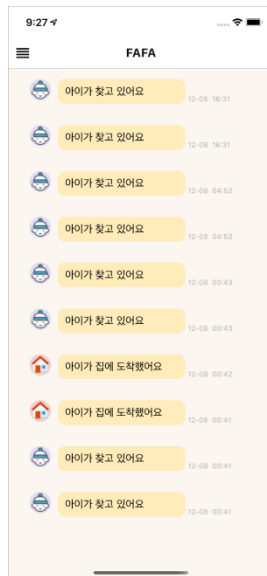 9:27
FAFA
아이가 찾고 있어요
12-08 16:31
아이가 찾고 있어요
12-08 16:31
아이가 찾고 있어요
12-08 04:52
아이가 찾고 있어요
12-08 04:52
아이가 찾고 있어요
12-08 00:43
아이가 찾고 있어요
12-08 00:43
아이가 집에 도착했어요
12-08 00:42
아이가 집에 도착했어요
12-08 00:41
아이가 찾고 있어요
12-08 00:41
아이가 찾고 있어요
12-08 00:41